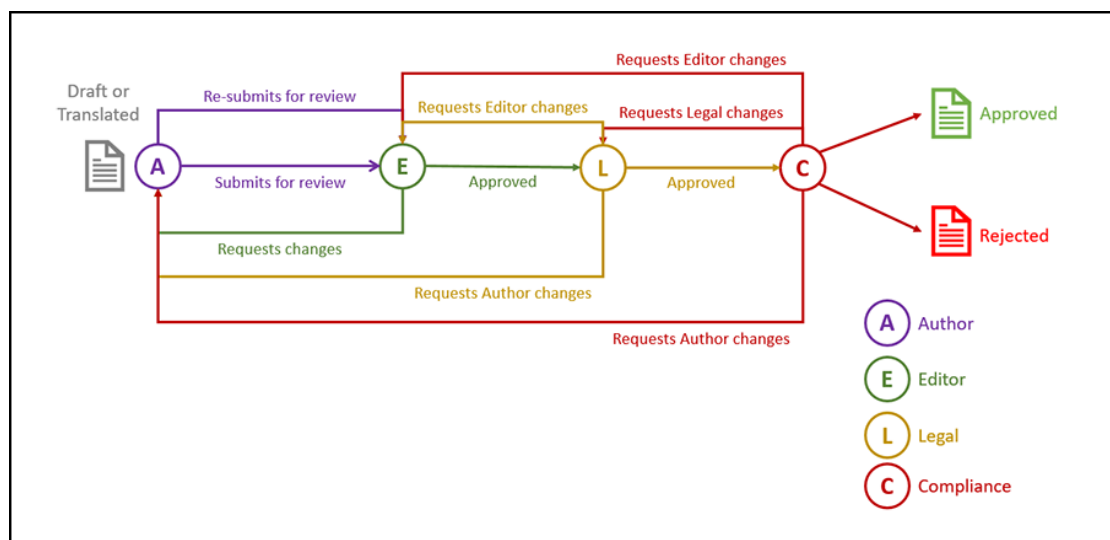 Requests Editor changes
Draft or
Translated
Re-submits for review
Requests Editor changes
Requests Legal changes
Approved
A
E
L
C
Submits for review
Approved
Approved
Rejected
Requests changes
Requests Author changes
Requests Author changes
A Author
E Editor
L Legal
C Compliance